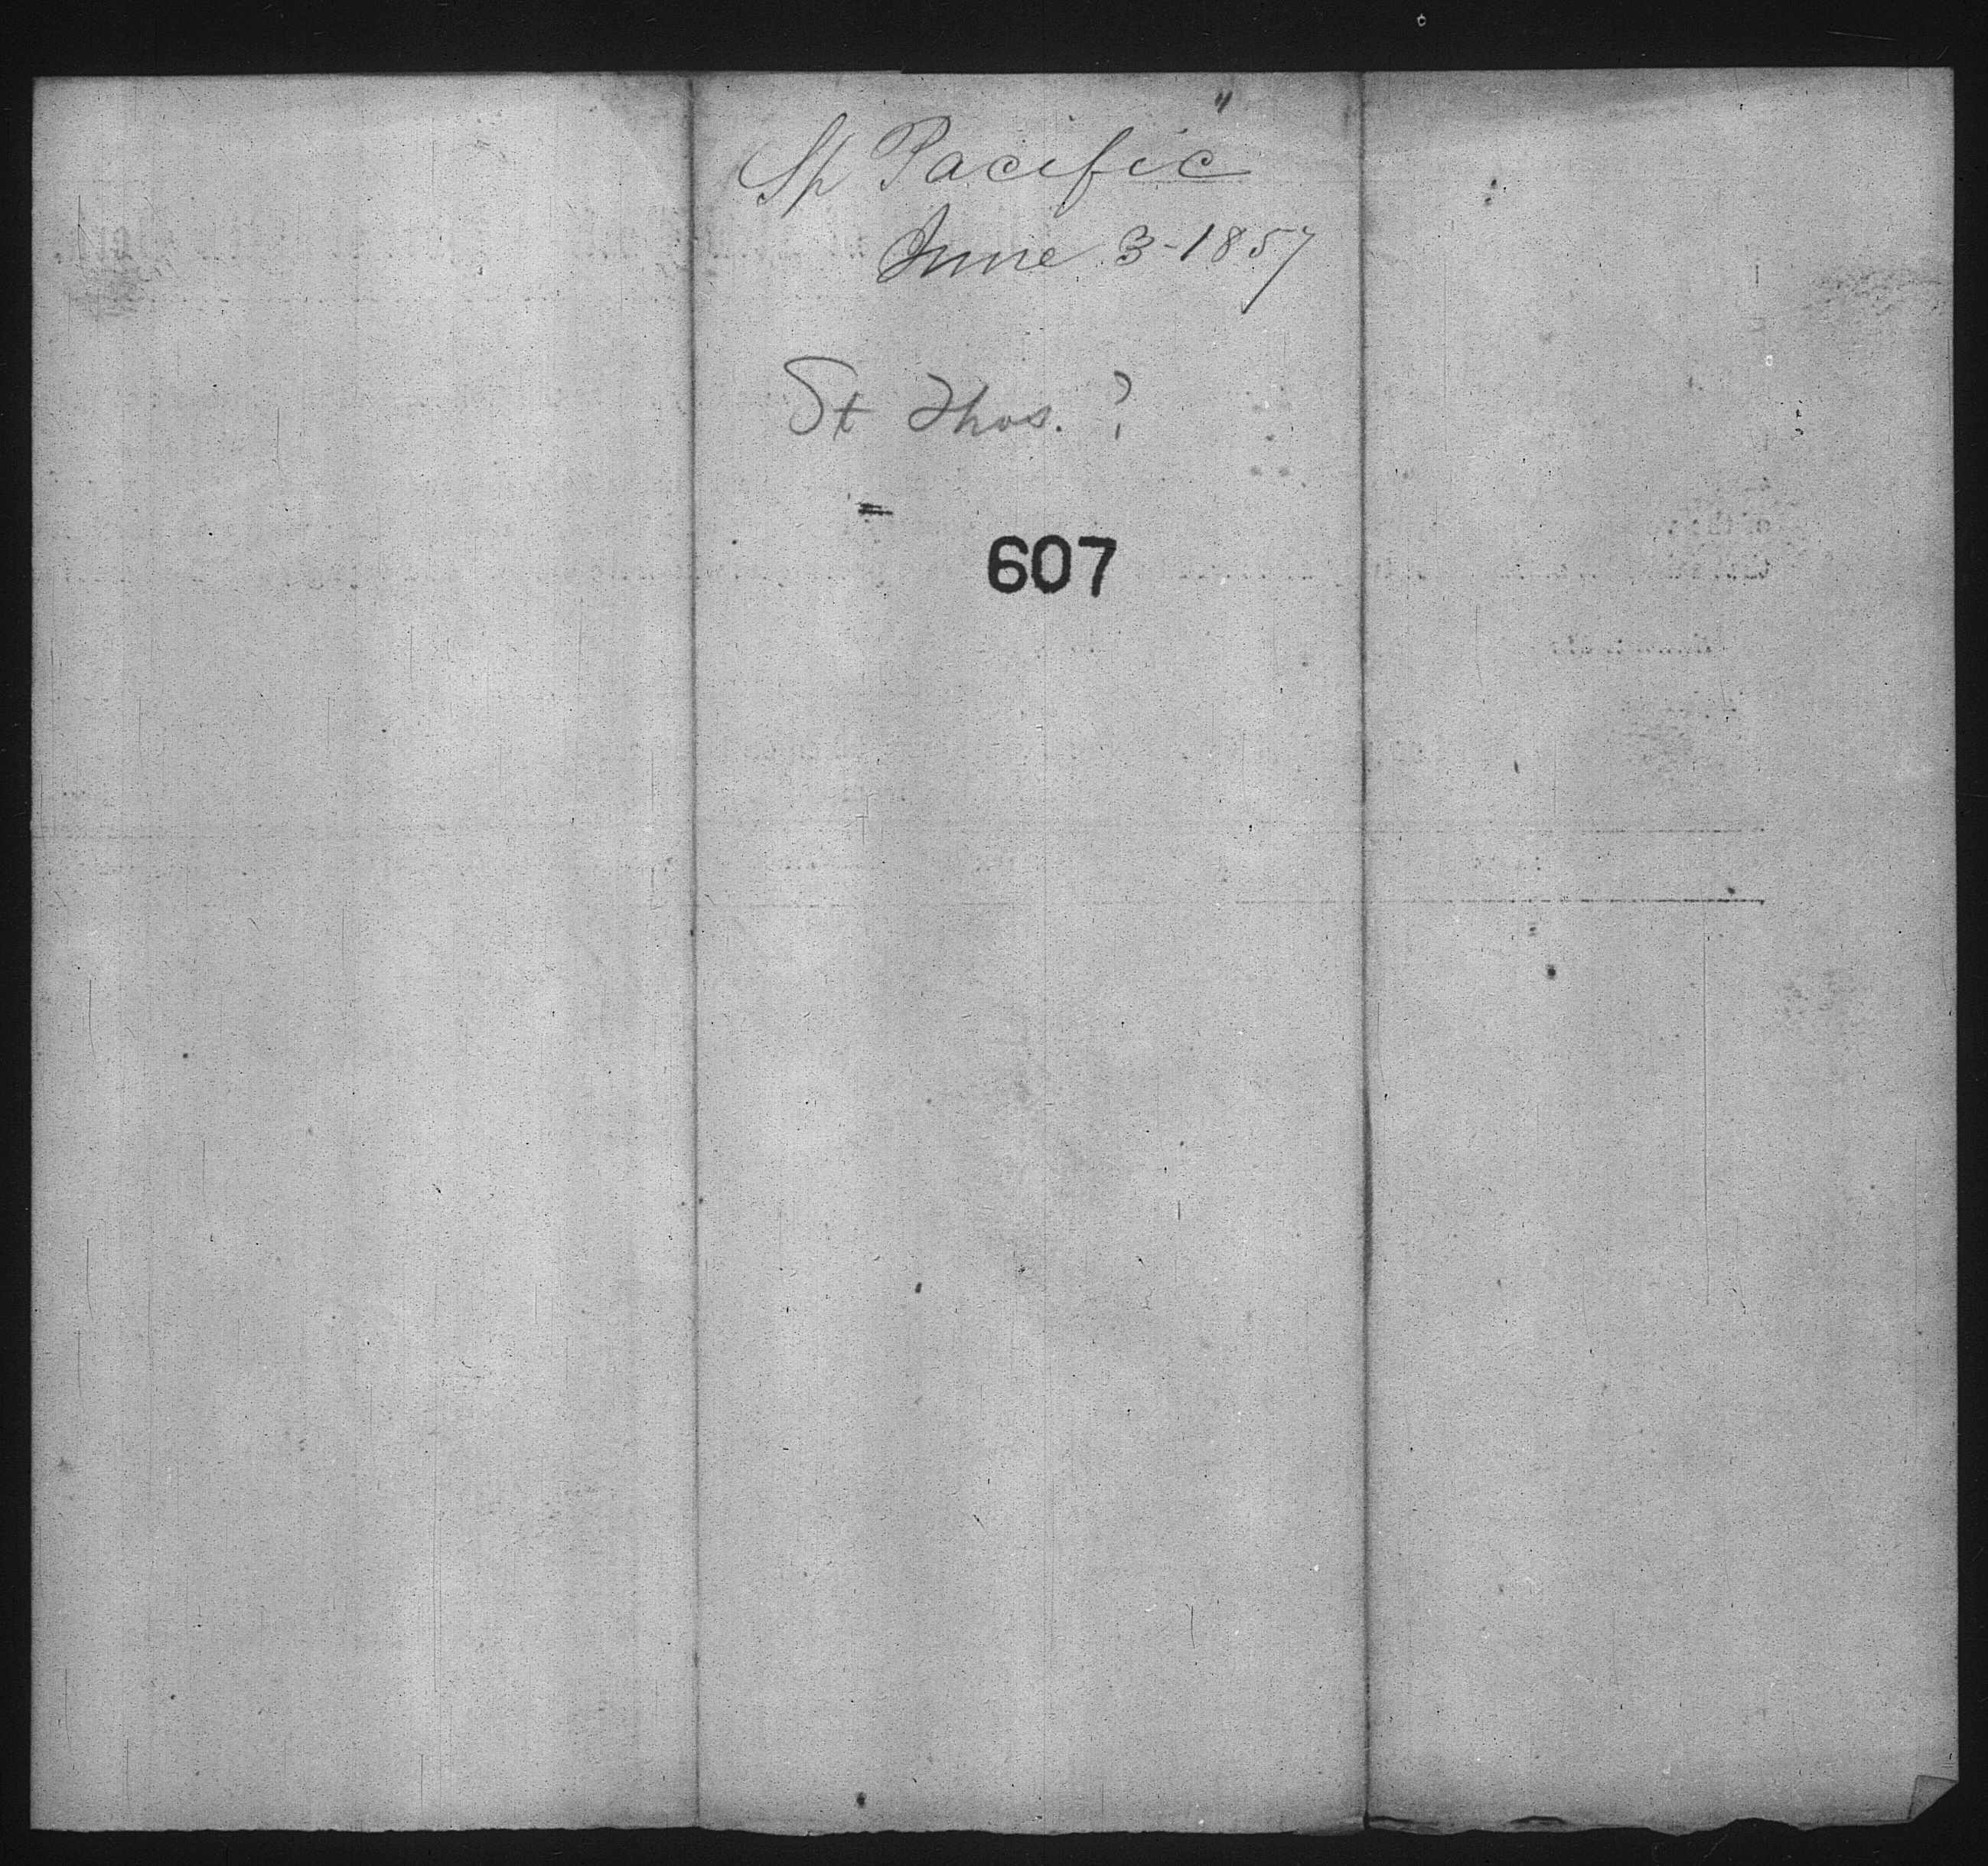 Sp Pacific"
June 3-1857
St Thos. ?
=
607